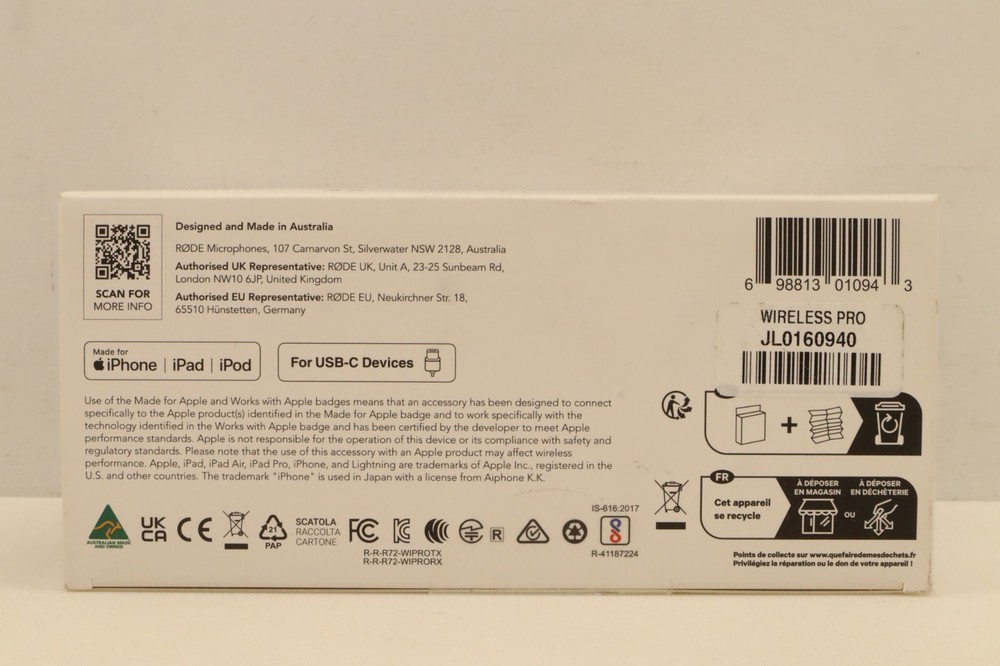 SCAN FOR
MORE INFO
Designed and Made in Australia
RØDE Microphones, 107 Carnarvon St, Silverwater NSW 2128, Australia
Authorised UK Representative: RØDE UK, Unit A, 23-25 Sunbeam Rd,
London NW10 6JP, United Kingdom
Authorised EU Representative: RØDE EU, Neukirchner Str. 18,
65510 Hünstetten, Germany
6 98813 01094 3
WIRELESS PRO
JL0160940
Made for
iPhone | iPad | iPod
For USB-C Devices
Use of the Made for Apple and Works with Apple badges means that an accessory has been designed to connect
specifically to the Apple product(s) identified in the Made for Apple badge and to work specifically with the
technology identified in the Works with Apple badge and has been certified by the developer to meet Apple
performance standards. Apple is not responsible for the operation of this device or its compliance with safety and
regulatory standards. Please note that the use of this accessory with an Apple product may affect wireless
performance. Apple, iPad, iPad Air, iPad Pro, iPhone, and Lightning are trademarks of Apple Inc., registered in the
U.S. and other countries. The trademark "iPhone" is used in Japan with a license from Aiphone K.K.
+
FR
Cet appareil
se recycle
À DÉPOSER
EN MAGASIN
OU
À DÉPOSER
EN DÉCHÈTERIE
Points de collecte sur www.quefairedemesdechets.fr
Privilégiez la réparation ou le don de votre appareil !
AUSTRALIAN MADE
AND OWNED
UK
CA
CE
21
PAP
SCATOLA
RACCOLTA
CARTONE
FC
R-R-R72-WIPROTX
R-R-R72-WIPRORX
R
IS-616:2017
R-41187224